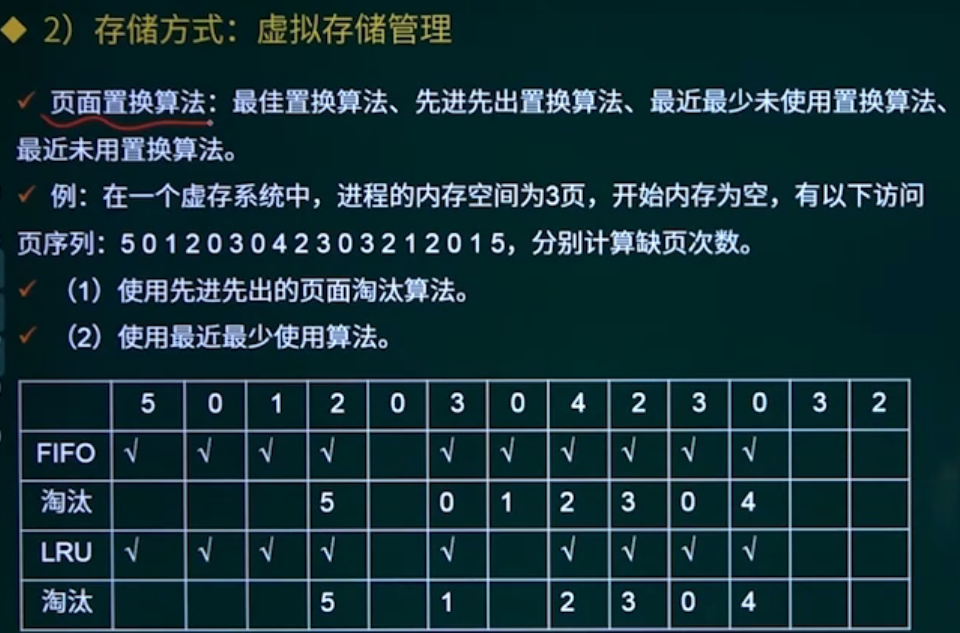 ◆ 2）存储方式：虚拟存储管理
✓ 页面置换算法：最佳置换算法、先进先出置换算法、最近最少未使用置换算法、
最近未用置换算法。
✓ 例：在一个虚存系统中，进程的内存空间为3页，开始内存为空，有以下访问
页序列：5 0 1 2 0 3 0 4 2 3 0 3 2 1 2 0 1 5，分别计算缺页次数。
✓ （1）使用先进先出的页面淘汰算法。
✓ （2）使用最近最少使用算法。
5 0 1 2 0 3 0 4 2 3 0 3 2
FIFO √ √ √ √ √ √ √ √ √ √
淘汰 5 0 1 2 3 0 4
LRU √ √ √ √ √ √ √ √ √
淘汰 5 1 2 3 0 4